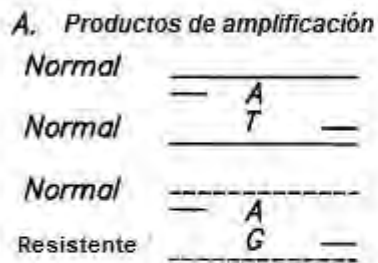 A. Productos de amplificación
Normal
A
Normal
T
Normal
A
Resistente
G